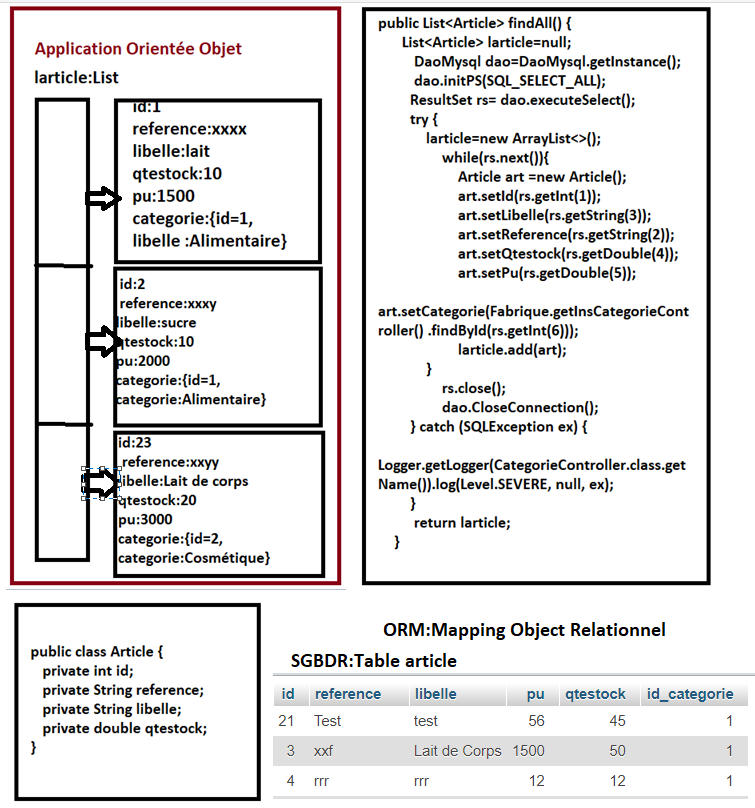 Application Orientée Objet
larticle:List
id:1
reference:xxxx
libelle:lait
qtestock:10
pu:1500
categorie:{id=1,
libelle :Alimentaire}
id:2
reference:xxxy
libelle:sucre
qtestock:10
pu:2000
categorie:{id=1,
categorie:Alimentaire}
id:23
reference:xxyy
libelle:Lait de corps
qtestock:20
pu:3000
categorie:{id=2,
categorie:Cosmétique}
public List<Article> findAll() {
List<Article> larticle=null;
DaoMysql dao=DaoMysql.getInstance();
dao.initPS(SQL_SELECT_ALL);
ResultSet rs= dao.executeSelect();
try {
larticle=new ArrayList<>();
while(rs.next()){
Article art =new Article();
art.setId(rs.getInt(1));
art.setLibelle(rs.getString(3));
art.setReference(rs.getString(2));
art.setQtestock(rs.getDouble(4));
art.setPu(rs.getDouble(5));
art.setCategorie(Fabrique.getInsCategorieCont
roller() .findById(rs.getInt(6)));
larticle.add(art);
}
rs.close();
dao.CloseConnection();
} catch (SQLException ex) {
Logger.getLogger(CategorieController.class.get
Name()).log(Level.SEVERE, null, ex);
}
return larticle;
}
public class Article {
private int id;
private String reference;
private String libelle;
private double qtestock;
}
ORM:Mapping Object Relationnel
SGBDR:Table article
id reference libelle pu qtestock id_categorie
21 Test test 56 45 1
3 xxf Lait de Corps 1500 50 1
4 rrr rrr 12 12 1